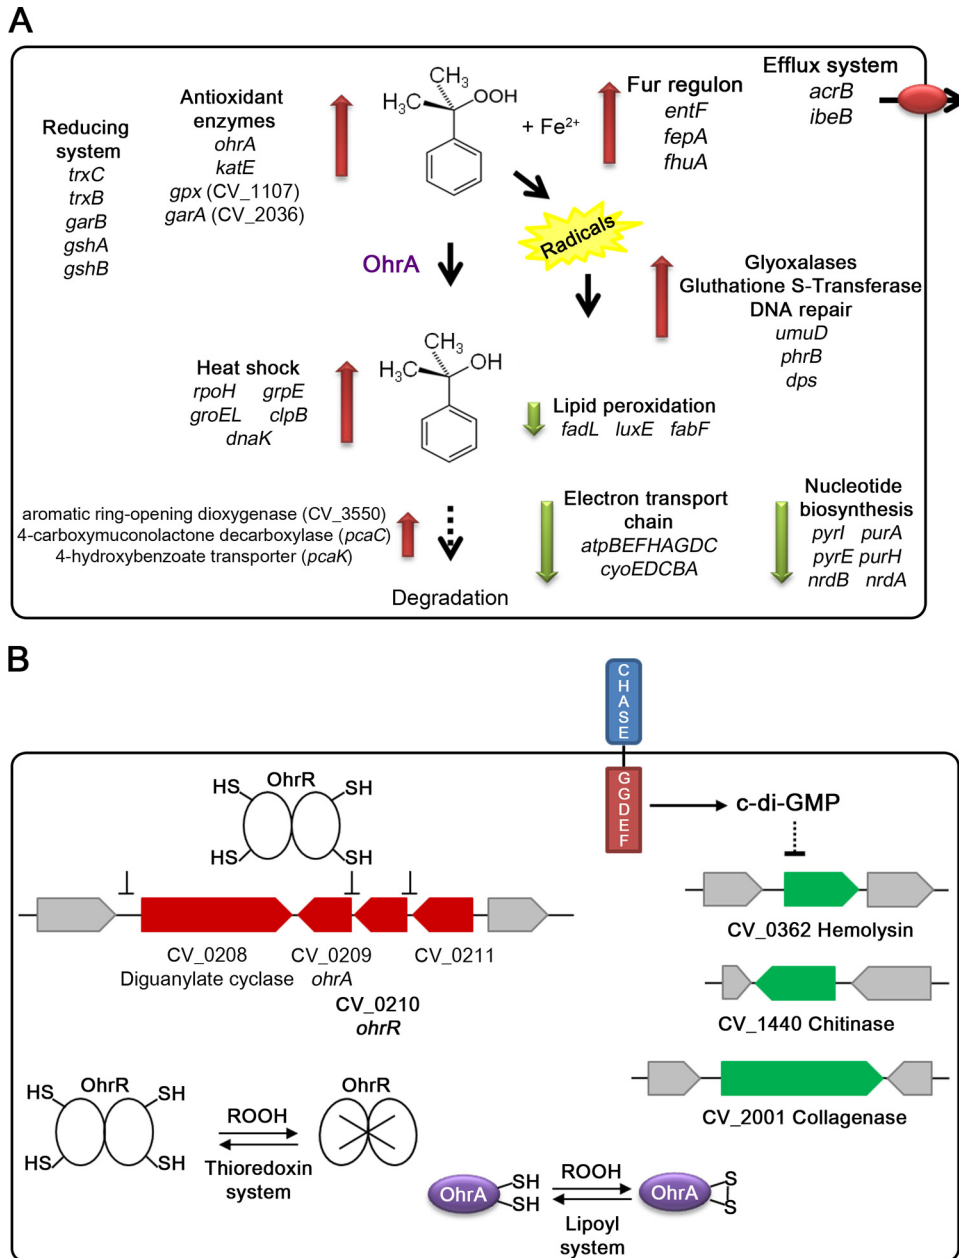 A
Reducing
system
trxC
trxB
garB
gshA
gshB
Antioxidant
enzymes
ohrA
katE
gpx (CV_1107)
garA (CV_2036)
CH₃
H₃C
OOH
+ Fe²⁺
Fur regulon
entF
fepA
fhuA
Efflux system
acrB
ibeB
Radicals
OhrA
Glyoxalases
Gluthatione S-Transferase
DNA repair
umuD
phrB
dps
Heat shock
rpoH grpE
groEL clpB
dnaK
CH₃
H₃C
OH
Lipid peroxidation
fadL luxE fabF
aromatic ring-opening dioxygenase (CV_3550)
4-carboxymuconolactone decarboxylase (pcaC)
4-hydroxybenzoate transporter (pcaK)
Degradation
Electron transport
chain
atpBEFHAGDC
cyoEDCBA
Nucleotide
biosynthesis
pyrI purA
pyrE purH
nrdB nrdA
B
CHASE
GGDEF
c-di-GMP
OhrR
HS SH
HS SH
CV_0208
Diguanylate cyclase
CV_0209
ohrA
CV_0210
ohrR
CV_0211
CV_0362 Hemolysin
CV_1440 Chitinase
CV_2001 Collagenase
OhrR
HS SH
HS SH
ROOH
Thioredoxin
system
OhrR
OhrA
SH
SH
ROOH
Lipoyl
system
OhrA
S
S